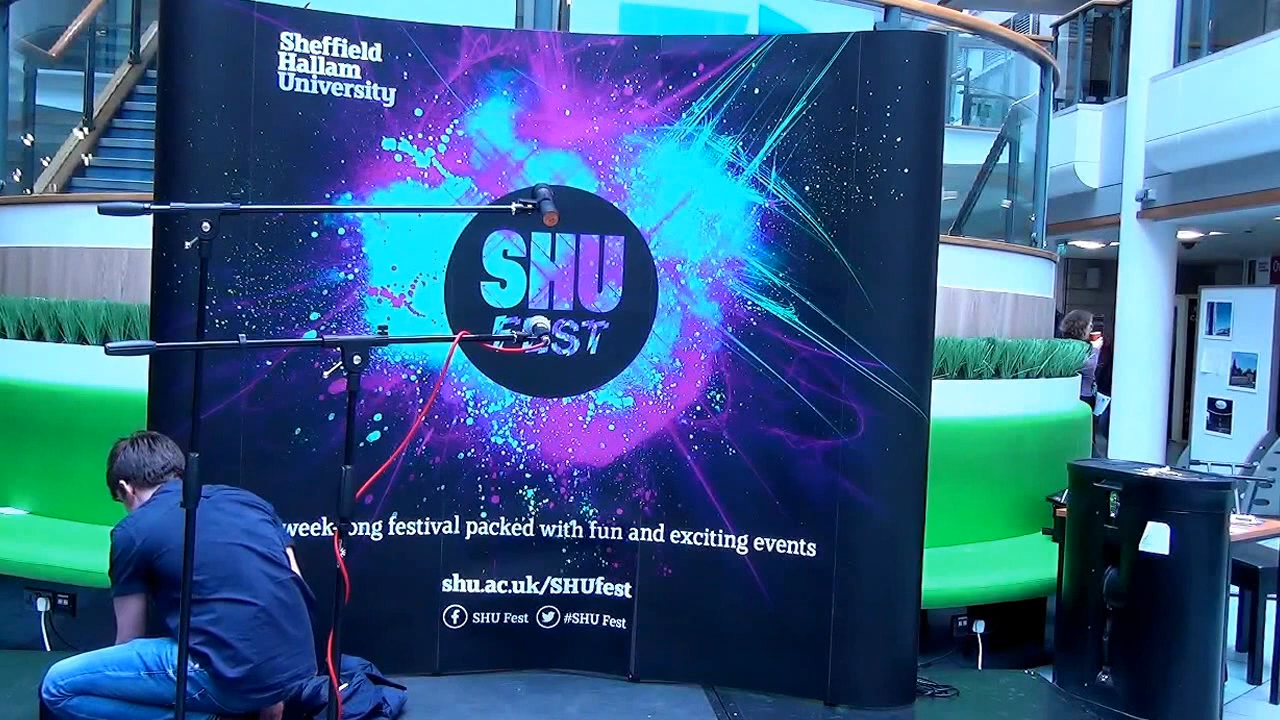 Sheffield
Hallam
University
SHU
FEST
week-long festival packed with fun and exciting events
shu.ac.uk/SHUfest
SHU Fest #SHU Fest